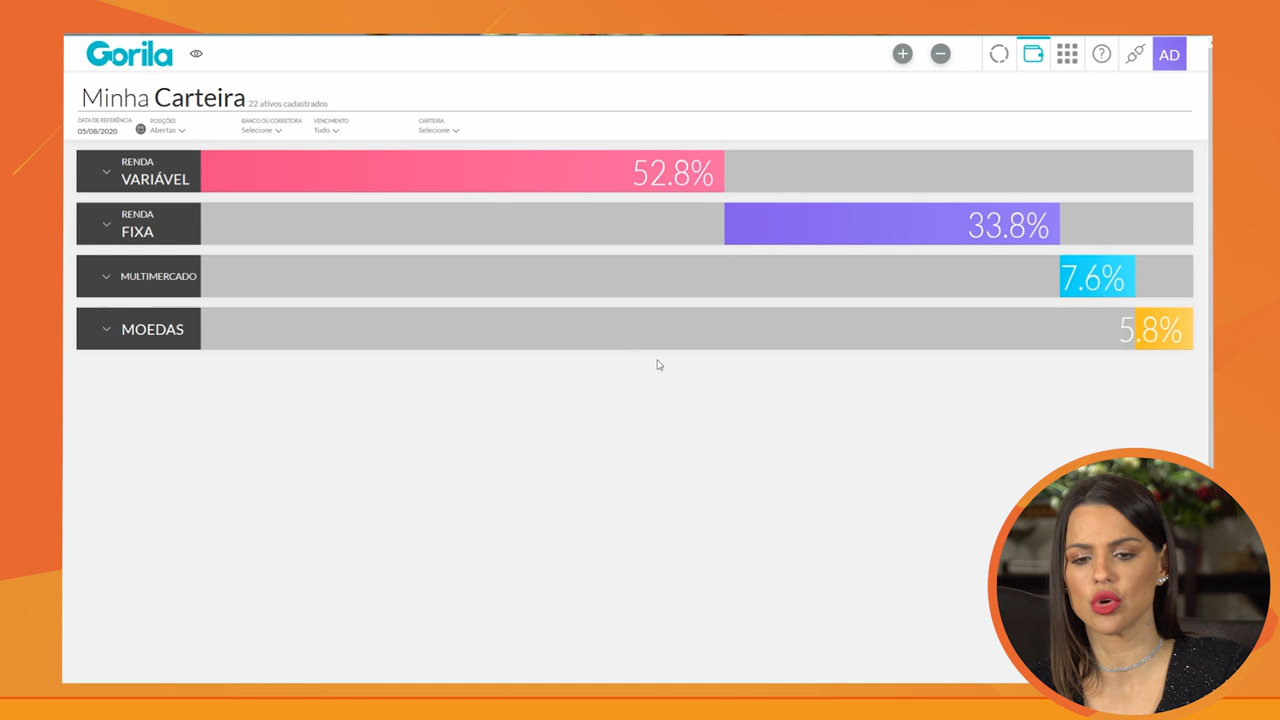 Gorila
AD
Minha Carteira 22 ativos cadastrados
DATA DE REFERÊNCIA POSIÇÕES BANCO OU CORRETORA VENCIMENTO CARTEIRA
05/08/2020 Abertas Selecione Tudo Selecione
RENDA
VARIÁVEL
52.8%
RENDA
FIXA
33.8%
MULTIMERCADO
7.6%
MOEDAS
5.8%